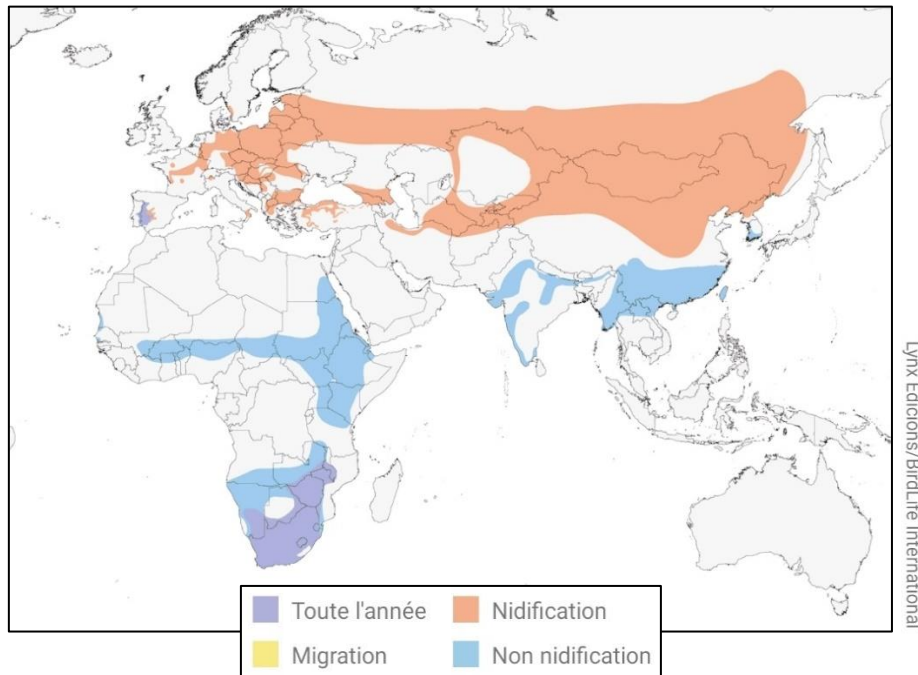 Lynx Edicions/BirdLife International
Toute l'année
Nidification
Migration
Non nidification